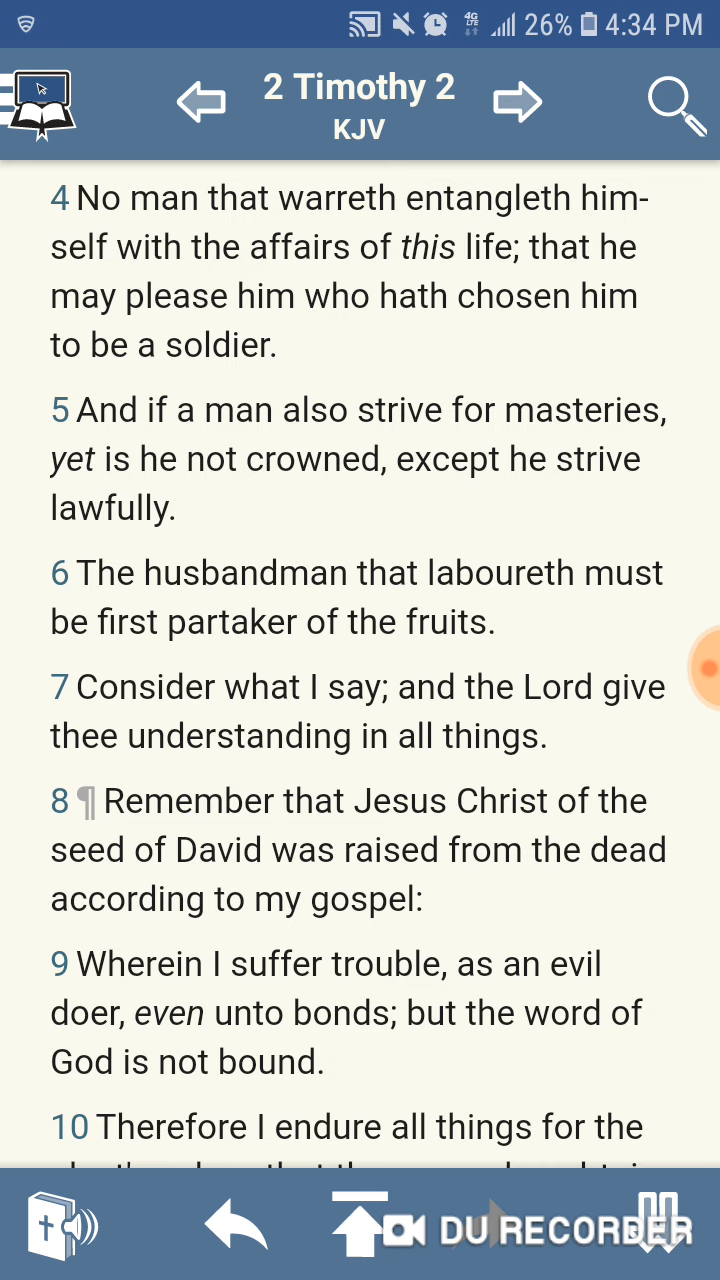 4G LTE 26% 4:34 PM
2 Timothy 2
KJV
4 No man that warreth entangleth him-
self with the affairs of this life; that he
may please him who hath chosen him
to be a soldier.
5 And if a man also strive for masteries,
yet is he not crowned, except he strive
lawfully.
6 The husbandman that laboureth must
be first partaker of the fruits.
7 Consider what I say; and the Lord give
thee understanding in all things.
8 ¶ Remember that Jesus Christ of the
seed of David was raised from the dead
according to my gospel:
9 Wherein I suffer trouble, as an evil
doer, even unto bonds; but the word of
God is not bound.
10 Therefore I endure all things for the
DU RECORDER